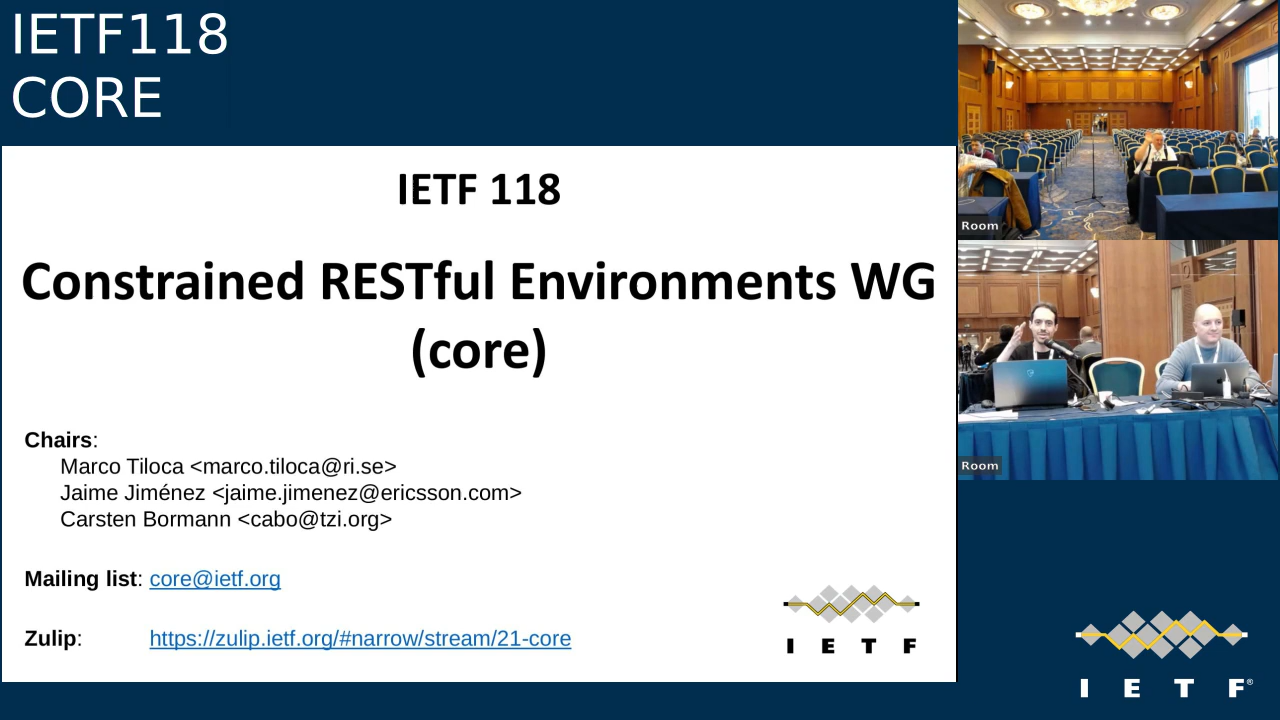 IETF118
CORE
IETF 118
Constrained RESTful Environments WG
(core)
Chairs:
Marco Tiloca <marco.tiloca@ri.se>
Jaime Jiménez <jaime.jimenez@ericsson.com>
Carsten Bormann <cabo@tzi.org>
Mailing list: core@ietf.org
Zulip: https://zulip.ietf.org/#narrow/stream/21-core
I E T F
Room
Room
I E T F®